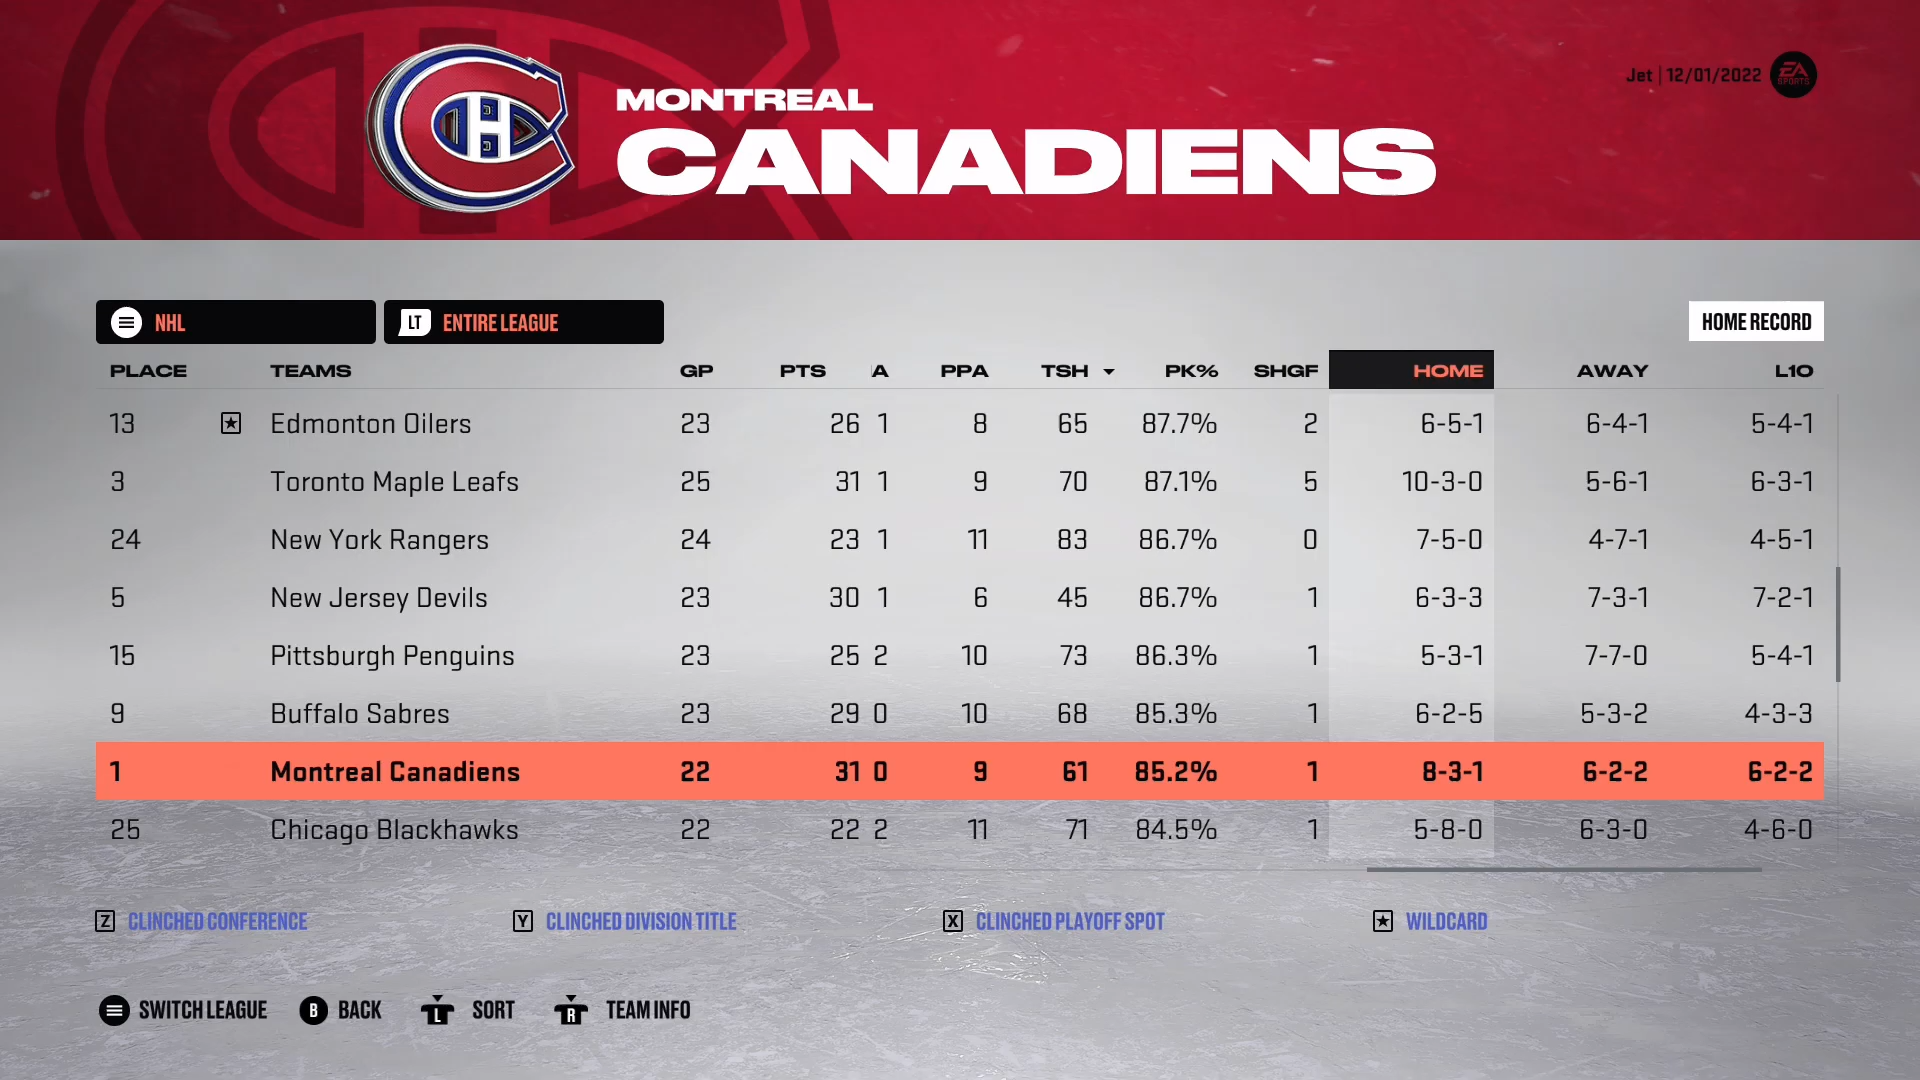 MONTREAL
CANADIENS
Jet | 12/01/2022
EA SPORTS
NHL
LT ENTIRE LEAGUE
HOME RECORD
PLACE TEAMS GP PTS A PPA TSH PK% SHGF HOME AWAY L10
13 Edmonton Oilers 23 26 1 8 65 87.7% 2 6-5-1 6-4-1 5-4-1
3 Toronto Maple Leafs 25 31 1 9 70 87.1% 5 10-3-0 5-6-1 6-3-1
24 New York Rangers 24 23 1 11 83 86.7% 0 7-5-0 4-7-1 4-5-1
5 New Jersey Devils 23 30 1 6 45 86.7% 1 6-3-3 7-3-1 7-2-1
15 Pittsburgh Penguins 23 25 2 10 73 86.3% 1 5-3-1 7-7-0 5-4-1
9 Buffalo Sabres 23 29 0 10 68 85.3% 1 6-2-5 5-3-2 4-3-3
1 Montreal Canadiens 22 31 0 9 61 85.2% 1 8-3-1 6-2-2 6-2-2
25 Chicago Blackhawks 22 22 2 11 71 84.5% 1 5-8-0 6-3-0 4-6-0
Z CLINCHED CONFERENCE Y CLINCHED DIVISION TITLE X CLINCHED PLAYOFF SPOT WILDCARD
SWITCH LEAGUE B BACK L SORT R TEAM INFO